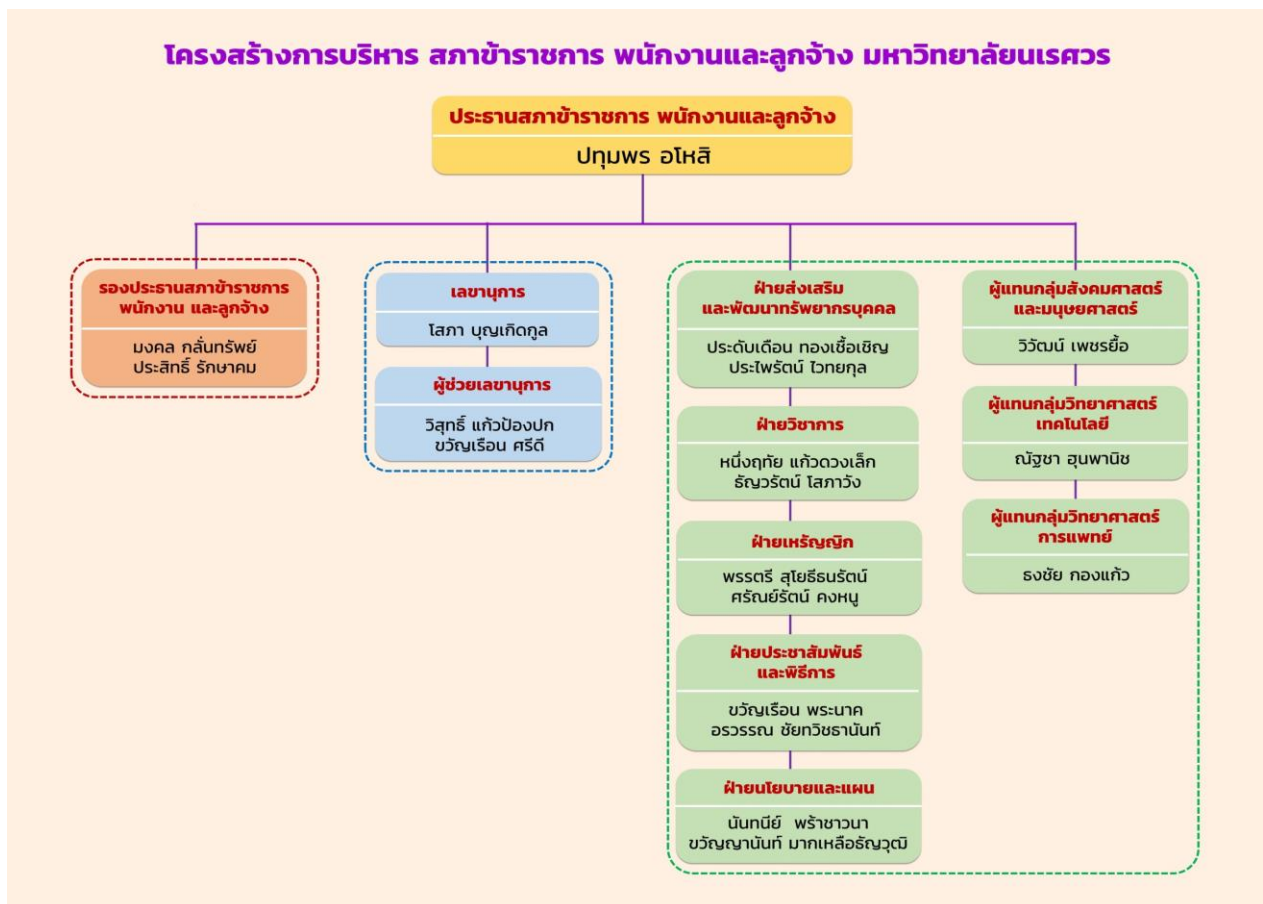 โครงสร้างการบริหาร สภาข้าราชการ พนักงานและลูกจ้าง มหาวิทยาลัยนเรศวร
ประธานสภาข้าราชการ พนักงานและลูกจ้าง
ปทุมพร อโหสิ
รองประธานสภาข้าราชการ
พนักงาน และลูกจ้าง
มงคล กลั่นทรัพย์
ประสิทธิ์ รักษาคม
เลขานุการ
โสภา บุญเกิดกูล
ผู้ช่วยเลขานุการ
วิสุทธิ์ แก้วป้องปก
ขวัญเรือน ศรีดี
ฝ่ายส่งเสริม
และพัฒนาทรัพยากรบุคคล
ประดับเดือน ทองเชื้อเชิญ
ประไพรัตน์ ไวทยกุล
ฝ่ายวิชาการ
หนึ่งฤทัย แก้วดวงเล็ก
ธัญวรัตน์ โสภาวัง
ฝ่ายเหรัญญิก
พรรตรี สุโยธีธนรัตน์
ศรัณย์รัตน์ คงหนู
ฝ่ายประชาสัมพันธ์
และพิธีการ
ขวัญเรือน พระนาค
อรวรรณ ชัยทวิชธานันท์
ฝ่ายนโยบายและแผน
นันทนีย์ พร้าชาวนา
ขวัญญานันท์ มากเหลือธัญวุฒิ
ผู้แทนกลุ่มสังคมศาสตร์
และมนุษยศาสตร์
วิวัฒน์ เพชรยื้อ
ผู้แทนกลุ่มวิทยาศาสตร์
เทคโนโลยี
ณัฐชา ฮุนพานิช
ผู้แทนกลุ่มวิทยาศาสตร์
การแพทย์
ธงชัย กองแก้ว